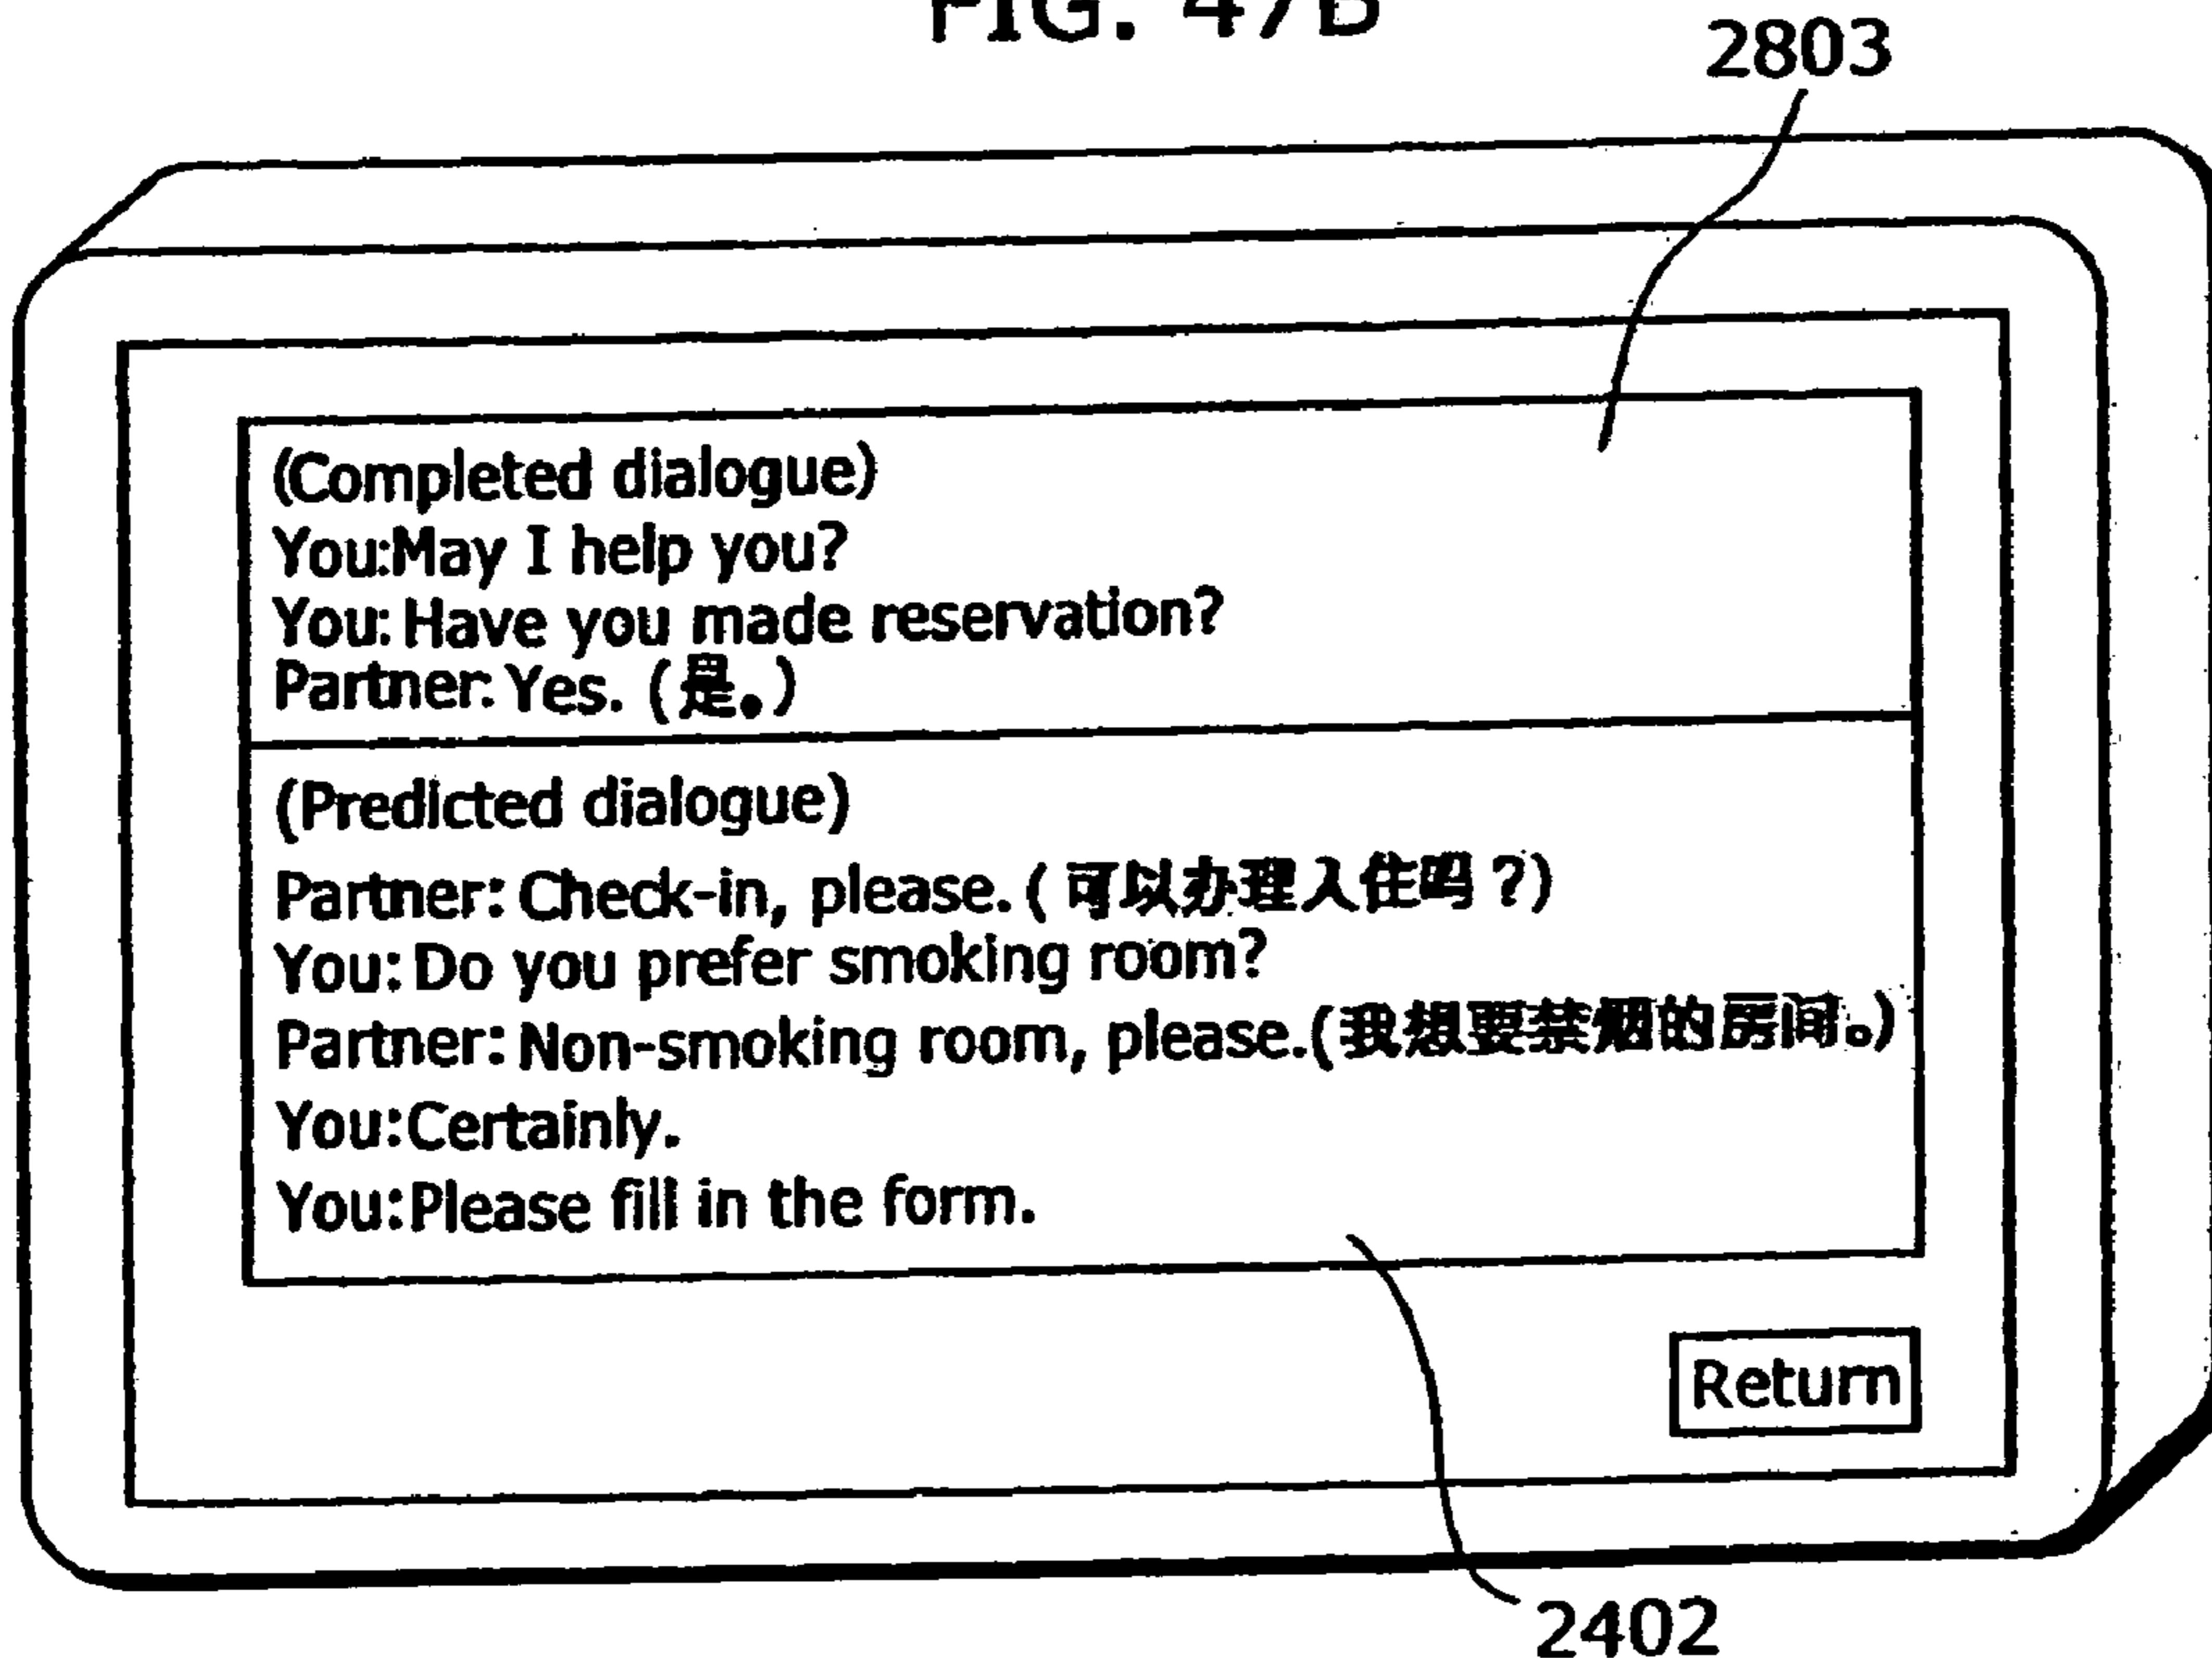 FIG. 47B
2803
(Completed dialogue)
You:May I help you?
You: Have you made reservation?
Partner: Yes. (是。)
(Predicted dialogue)
Partner: Check-in, please. ( 可以办理入住吗 ?)
You: Do you prefer smoking room?
Partner: Non-smoking room, please.(我想要禁烟的房间。)
You:Certainly.
You:Please fill in the form.
Return
2402